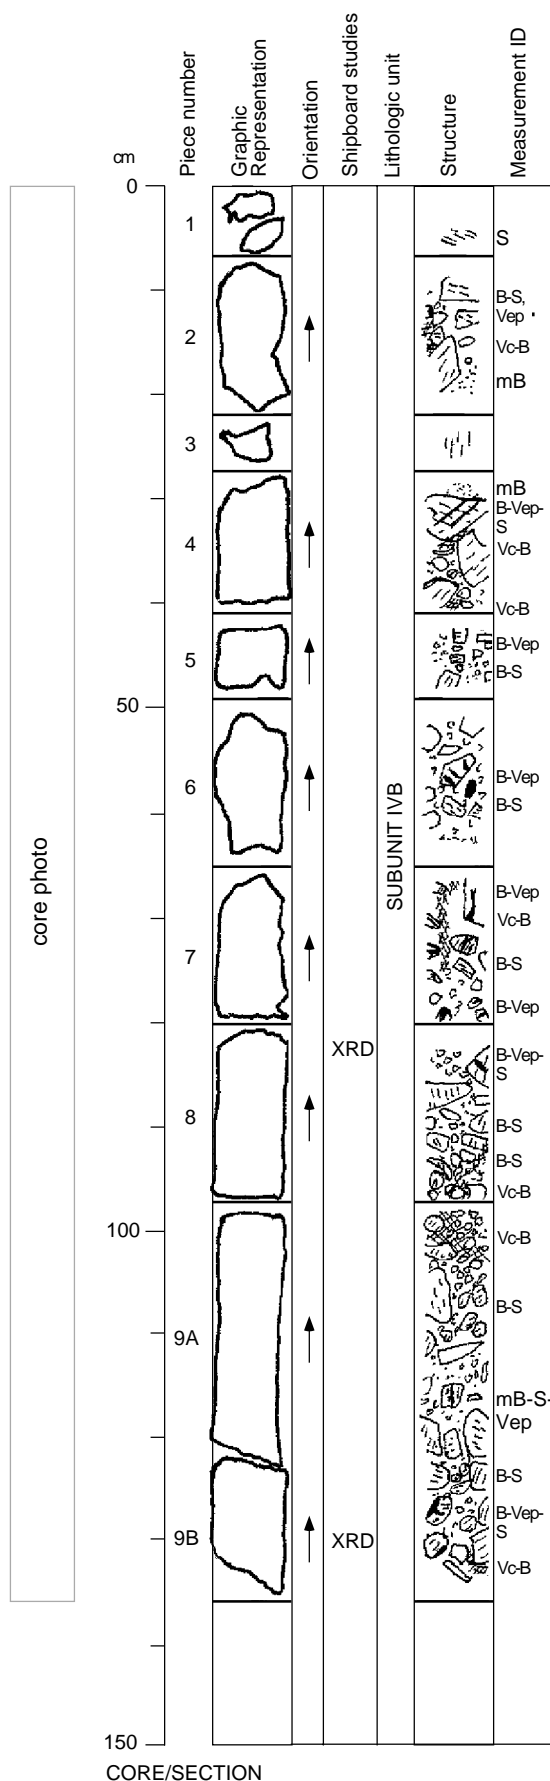 cm
Piece number
Graphic
Representation
Orientation
Shipboard studies
Lithologic unit
Structure
Measurement ID
core photo
0
1
S
2
B-S,
Vep
Vc-B
mB
3
4
mB
B-Vep-
S
Vc-B
Vc-B
5
B-Vep
B-S
50
6
B-Vep
B-S
SUBUNIT IVB
7
B-Vep
Vc-B
B-S
B-Vep
XRD
8
B-Vep-
S
B-S
B-S
Vc-B
100
9A
Vc-B
B-S
mB-S-
Vep
B-S
9B
XRD
B-Vep-
S
Vc-B
150
CORE/SECTION